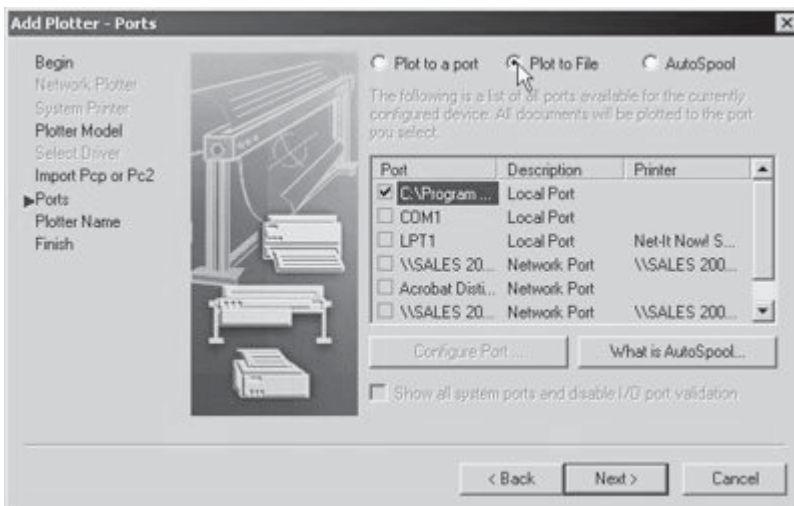 Add Plotter - Ports
Begin
Network Plotter
System Printer
Plotter Model
Select Driver
Import Pcp or Pc2
Ports
Plotter Name
Finish
Plot to a port Plot to File AutoSpool
The following is a list of all ports available for the currently
configured device. All documents will be plotted to the port
you select.
Port Description Printer
C:\Program ... Local Port
COM1 Local Port
LPT1 Local Port Net-It Now! S...
\\SALES 20... Network Port \\SALES 200...
Acrobat Disti... Network Port
\\SALES 20... Network Port \\SALES 200...
Configure Port ... What is AutoSpool...
Show all system ports and disable I/O port validation
< Back Next > Cancel